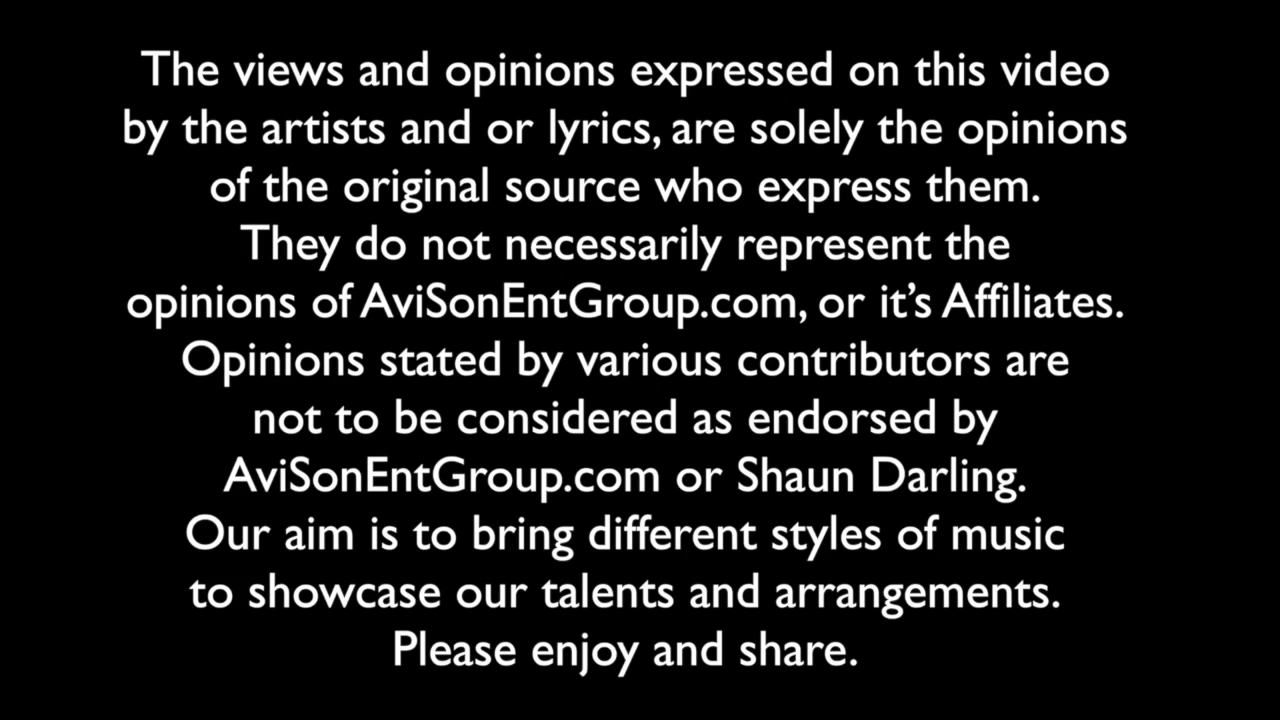 The views and opinions expressed on this video
by the artists and or lyrics, are solely the opinions
of the original source who express them.
They do not necessarily represent the
opinions of AviSonEntGroup.com, or it’s Affiliates.
Opinions stated by various contributors are
not to be considered as endorsed by
AviSonEntGroup.com or Shaun Darling.
Our aim is to bring different styles of music
to showcase our talents and arrangements.
Please enjoy and share.